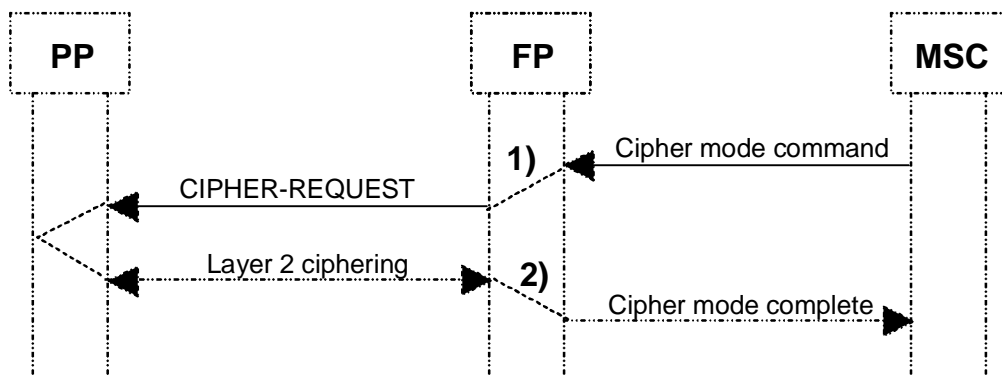 PP FP MSC
1) Cipher mode command
CIPHER-REQUEST
Layer 2 ciphering 2)
Cipher mode complete